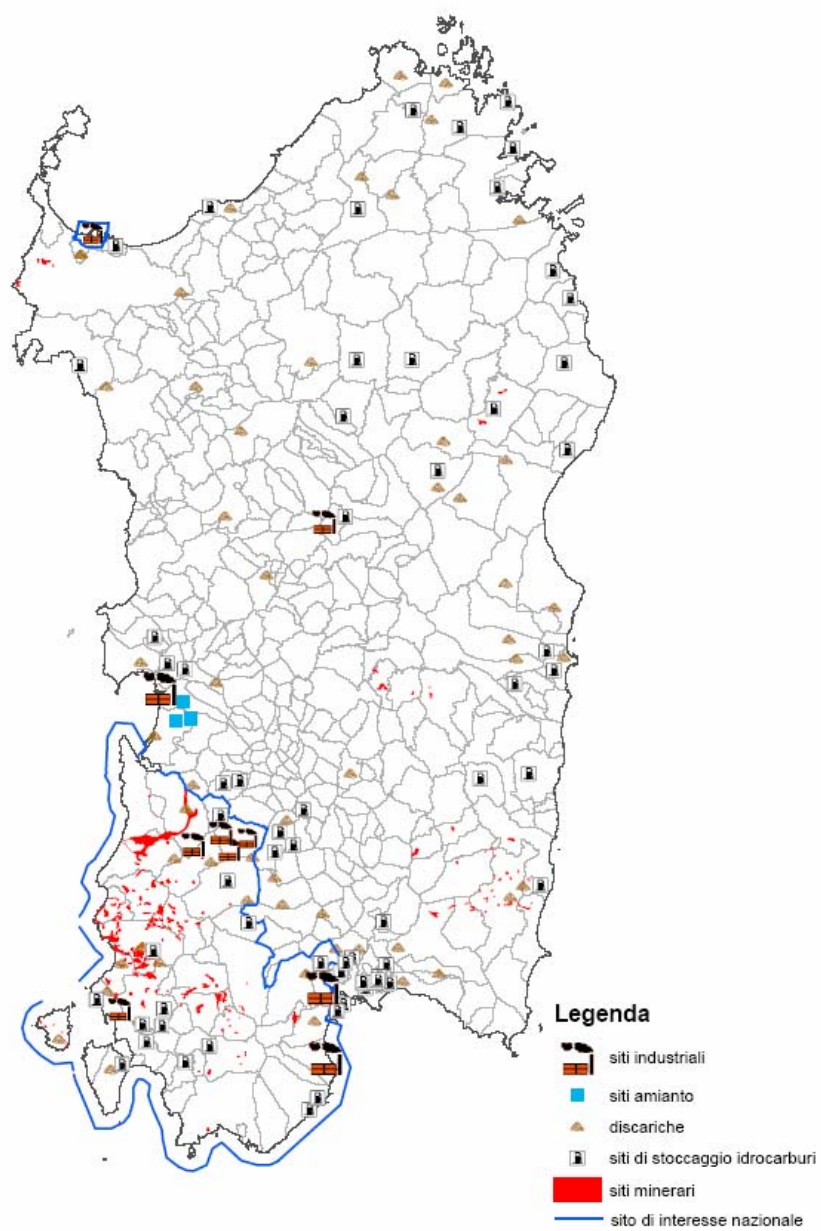 Legenda
siti industriali
siti amianto
discariche
siti di stoccaggio idrocarburi
siti minerari
sito di interesse nazionale